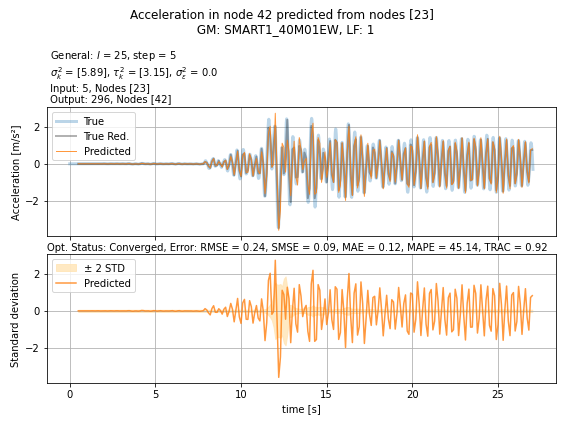 Acceleration in node 42 predicted from nodes [23]
GM: SMART1_40M01EW, LF: 1
General: l = 25, step = 5
σ²ₖ = [5.89], τ²ₖ = [3.15], σ²ε = 0.0
Input: 5, Nodes [23]
Output: 296, Nodes [42]
True
True Red.
Predicted
Acceleration [m/s²]
2
0
−2
Opt. Status: Converged, Error: RMSE = 0.24, SMSE = 0.09, MAE = 0.12, MAPE = 45.14, TRAC = 0.92
± 2 STD
Predicted
Standard deviation
2
0
−2
0 5 10 15 20 25
time [s]